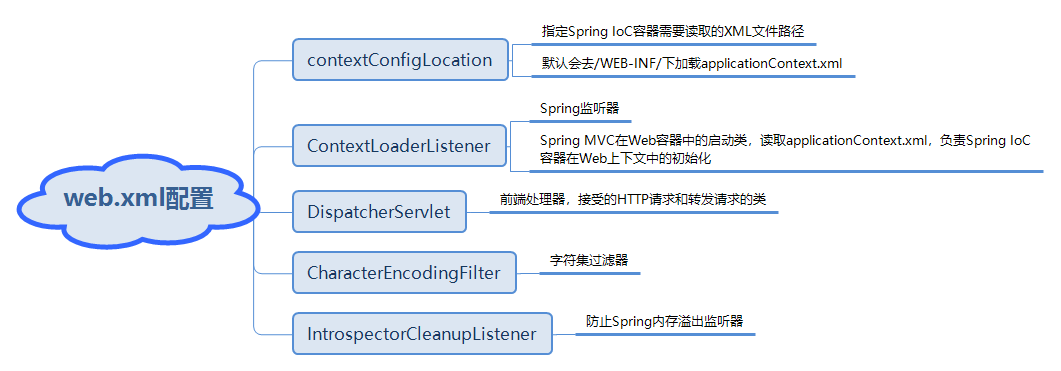 web.xml配置
contextConfigLocation
指定Spring IoC容器需要读取的XML文件路径
默认会去/WEB-INF/下加载applicationContext.xml
ContextLoaderListener
Spring监听器
Spring MVC在Web容器中的启动类，读取applicationContext.xml，负责Spring IoC
容器在Web上下文中的初始化
DispatcherServlet
前端处理器，接受的HTTP请求和转发请求的类
CharacterEncodingFilter
字符集过滤器
IntrospectorCleanupListener
防止Spring内存溢出监听器